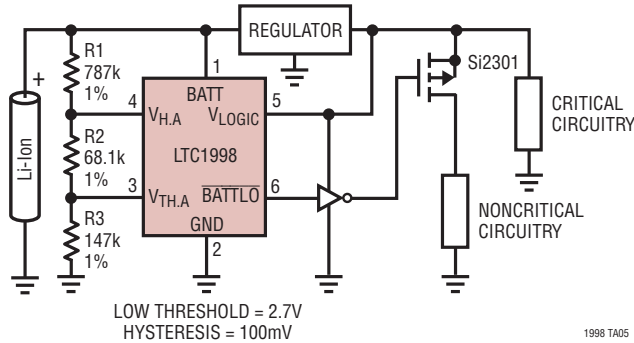 REGULATOR
R1
787k
1%
+
1
BATT
Si2301
4
V_H.A
V_LOGIC
5
Li-Ion
R2
68.1k
1%
LTC1998
CRITICAL
CIRCUITRY
3
V_TH.A
BATTLO
6
R3
147k
1%
GND
2
NONCRITICAL
CIRCUITRY
LOW THRESHOLD = 2.7V
HYSTERESIS = 100mV
1998 TA05